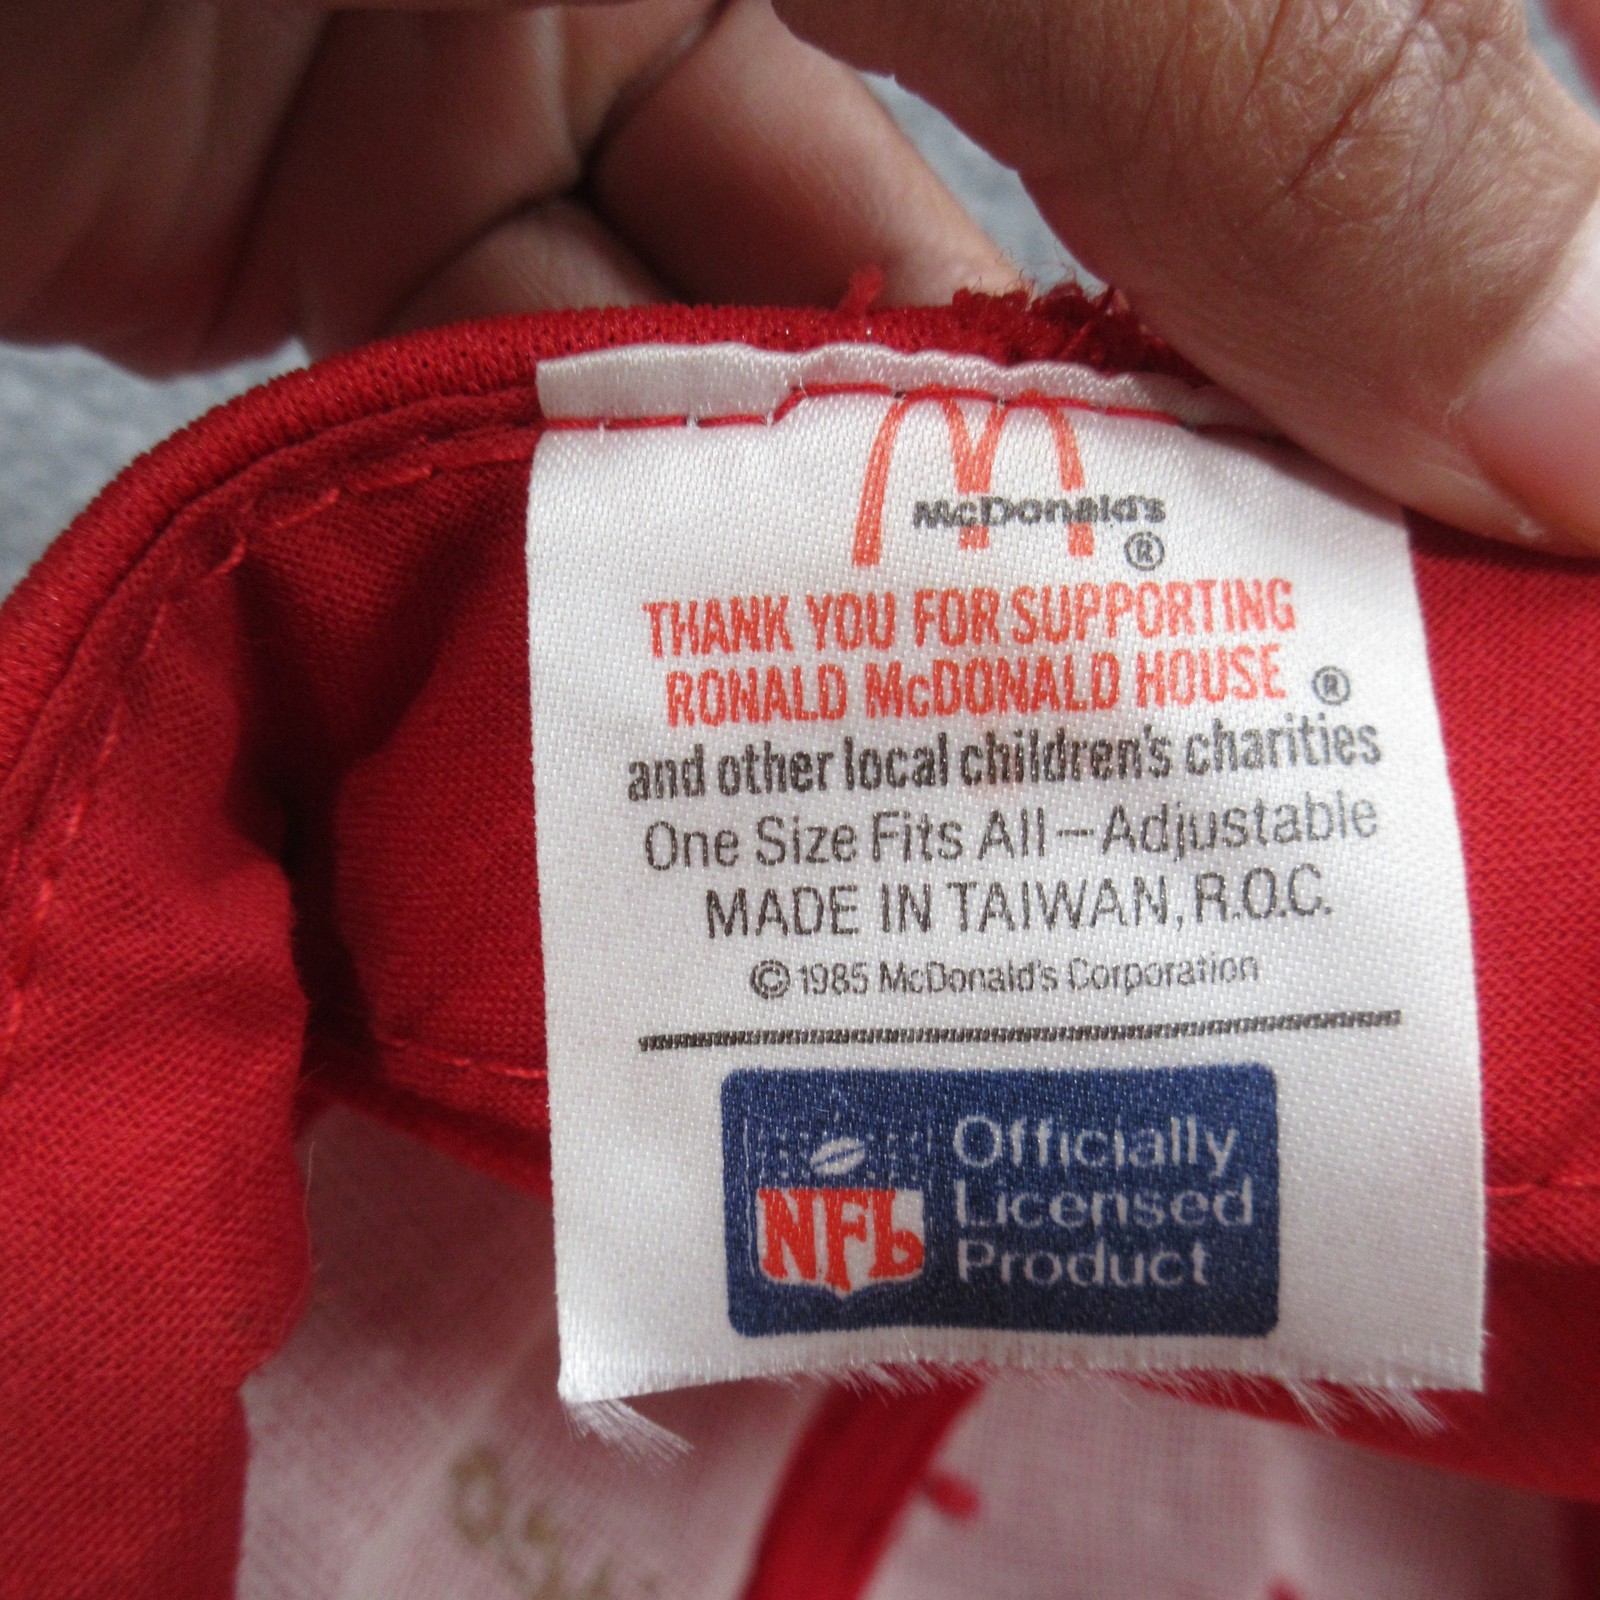 McDonald's
®
THANK YOU FOR SUPPORTING
RONALD McDONALD HOUSE ®
and other local children's charities
One Size Fits All—Adjustable
MADE IN TAIWAN, R.O.C.
© 1985 McDonald's Corporation
NFL
Officially
Licensed
Product